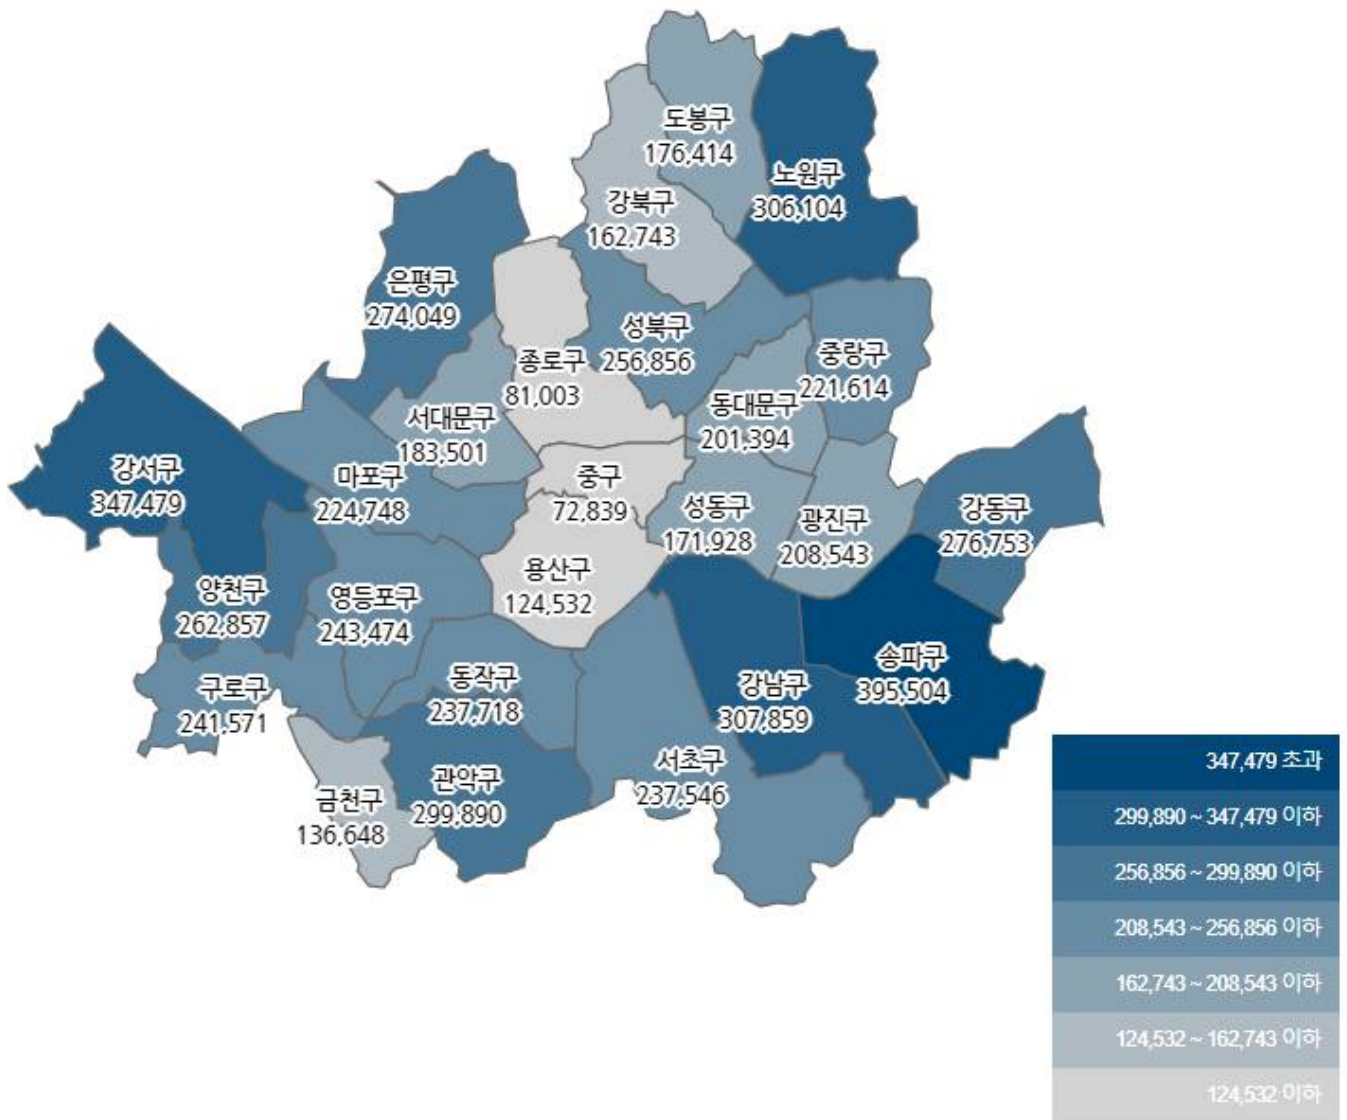 도봉구
176,414
노원구
306,104
강북구
162,743
은평구
274,049
성북구
256,856
중랑구
221,614
종로구
81,003
동대문구
201,394
서대문구
183,501
강서구
347,479
마포구
224,748
중구
72,839
성동구
171,928
광진구
208,543
강동구
276,753
용산구
124,532
양천구
262,857
영등포구
243,474
구로구
241,571
동작구
237,718
강남구
307,859
송파구
395,504
서초구
237,546
관악구
299,890
금천구
136,648
347,479 초과
299,890 ~ 347,479 이하
256,856 ~ 299,890 이하
208,543 ~ 256,856 이하
162,743 ~ 208,543 이하
124,532 ~ 162,743 이하
124,532 이하